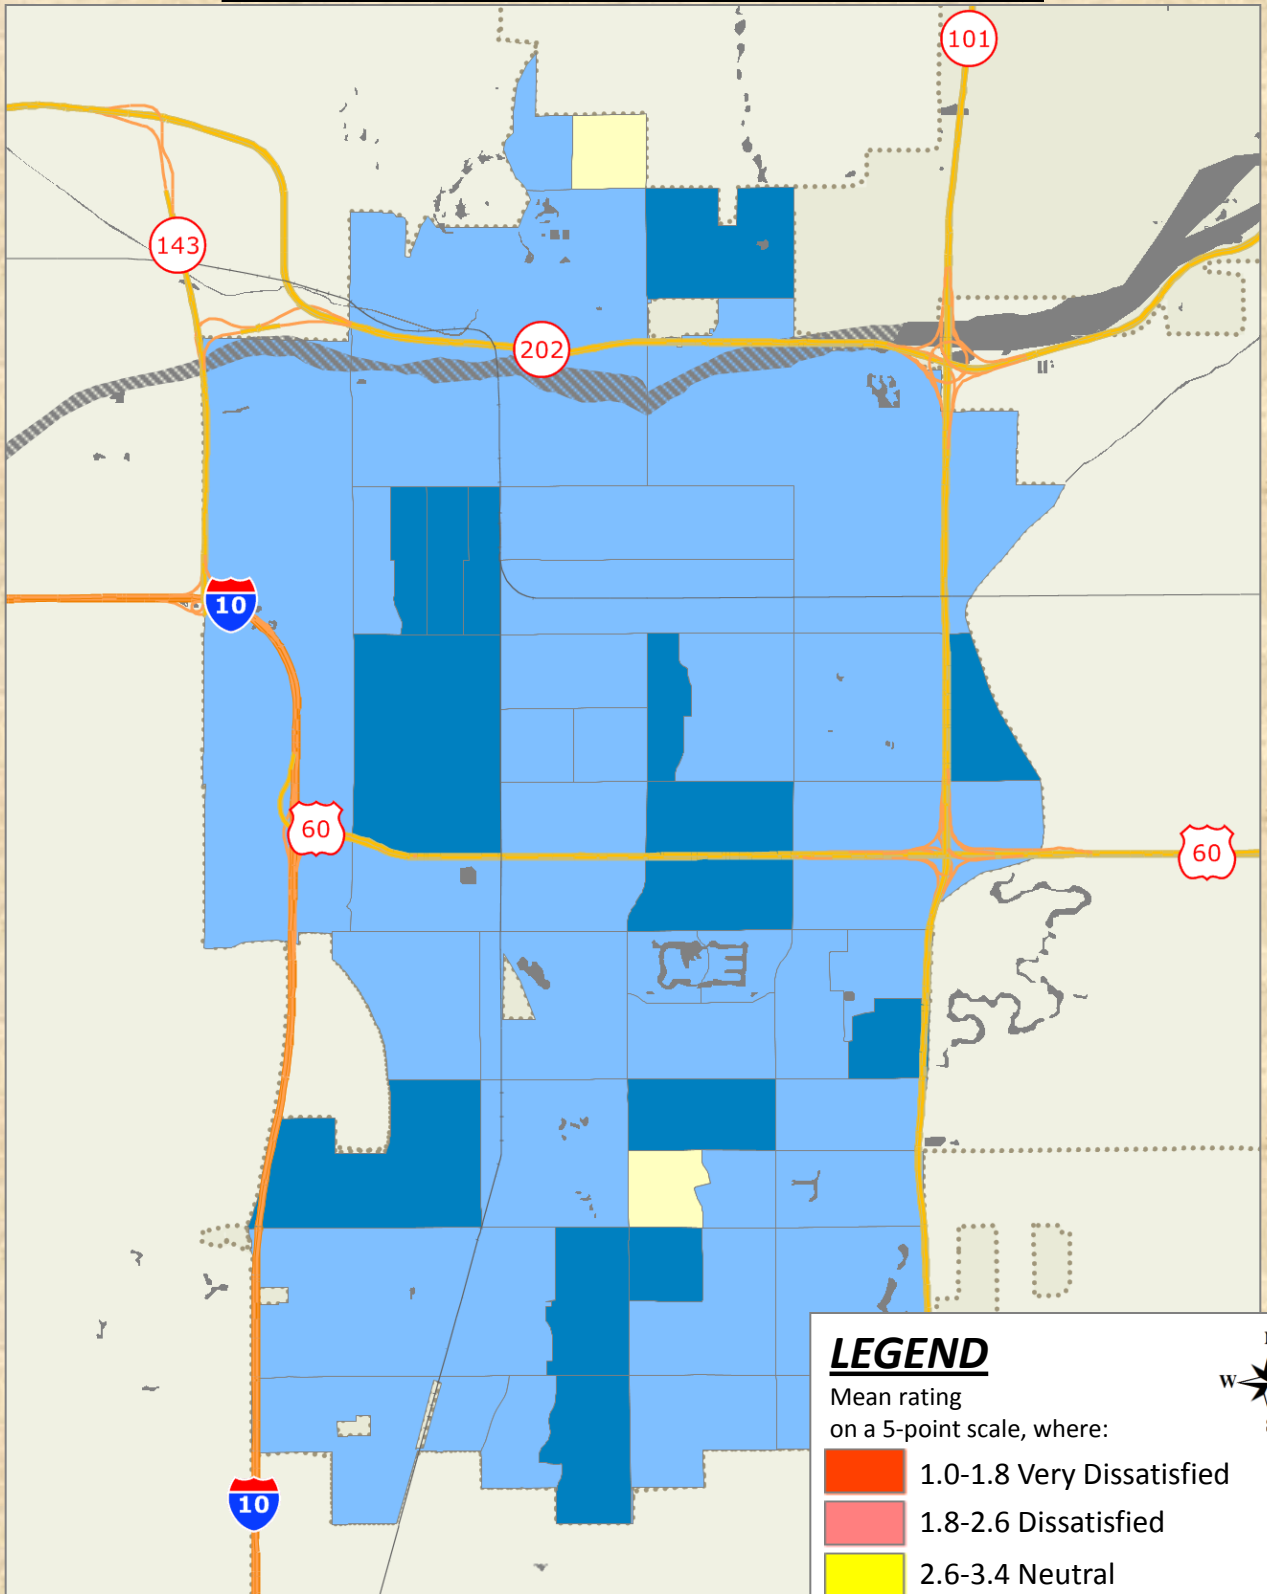 101
143
202
10
60
60
10
LEGEND
W
Mean rating
on a 5-point scale, where:
1.0-1.8 Very Dissatisfied
1.8-2.6 Dissatisfied
2.6-3.4 Neutral